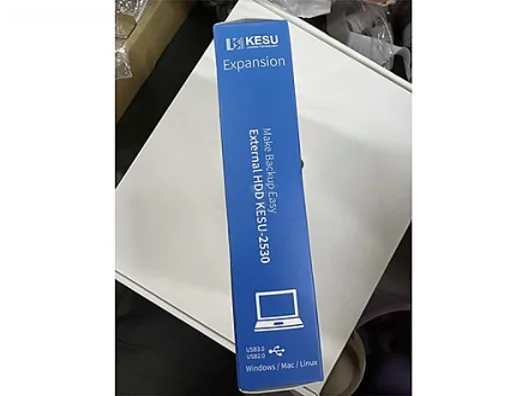 KESU
Expansion
Make Backup Easy
External HDD KESU-2530
USB3.0
USB2.0
Windows / Mac / Linux